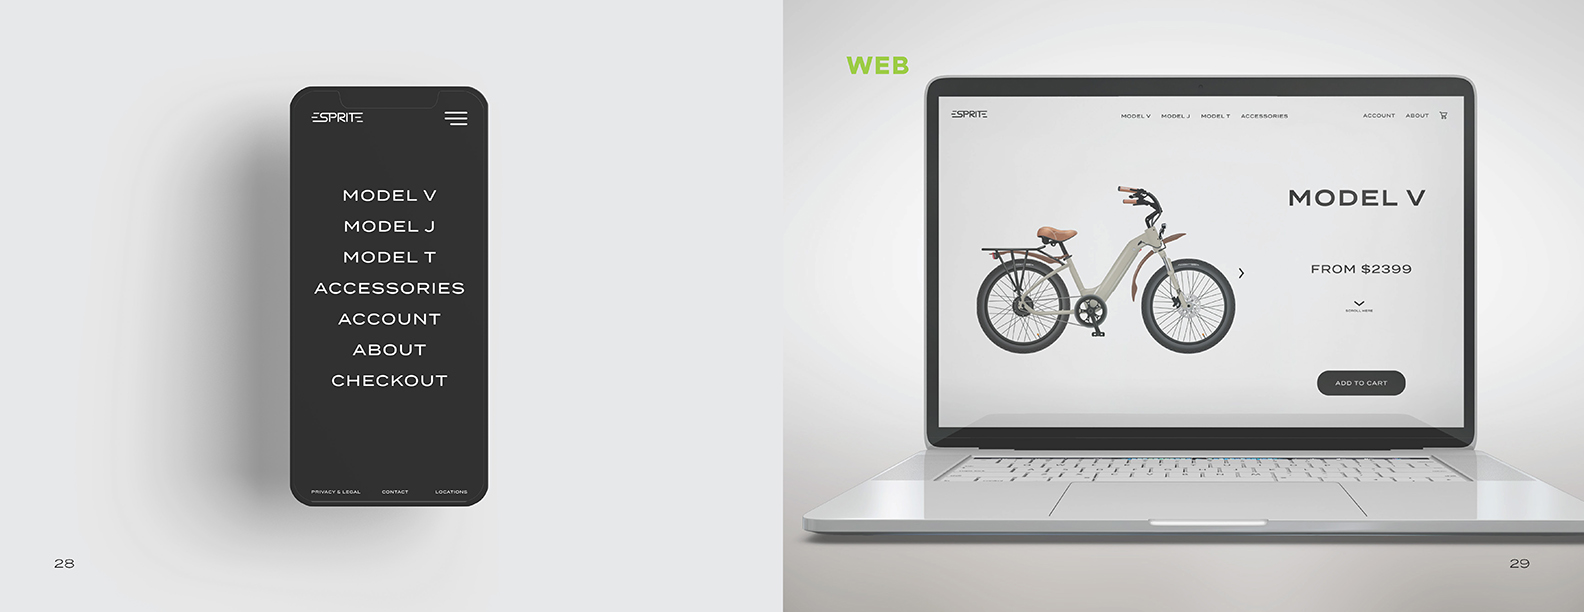 ESPRITE
MODEL V
MODEL J
MODEL T
ACCESSORIES
ACCOUNT
ABOUT
CHECKOUT
PRIVACY & LEGAL CONTACT LOCATIONS
28
WEB
ESPRITE MODEL V MODEL J MODEL T ACCESSORIES ACCOUNT ABOUT
MODEL V
FROM $2399
SCROLL HERE
ADD TO CART
29